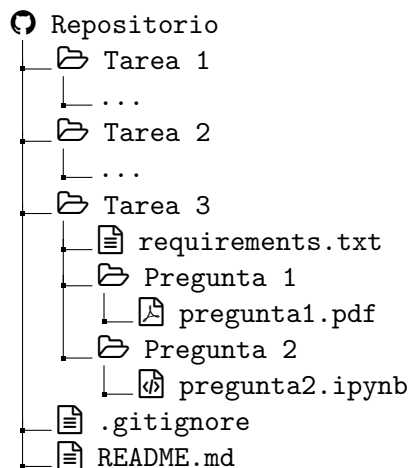 Repositorio
Tarea 1
...
Tarea 2
...
Tarea 3
requirements.txt
Pregunta 1
pregunta1.pdf
Pregunta 2
pregunta2.ipynb
.gitignore
README.md